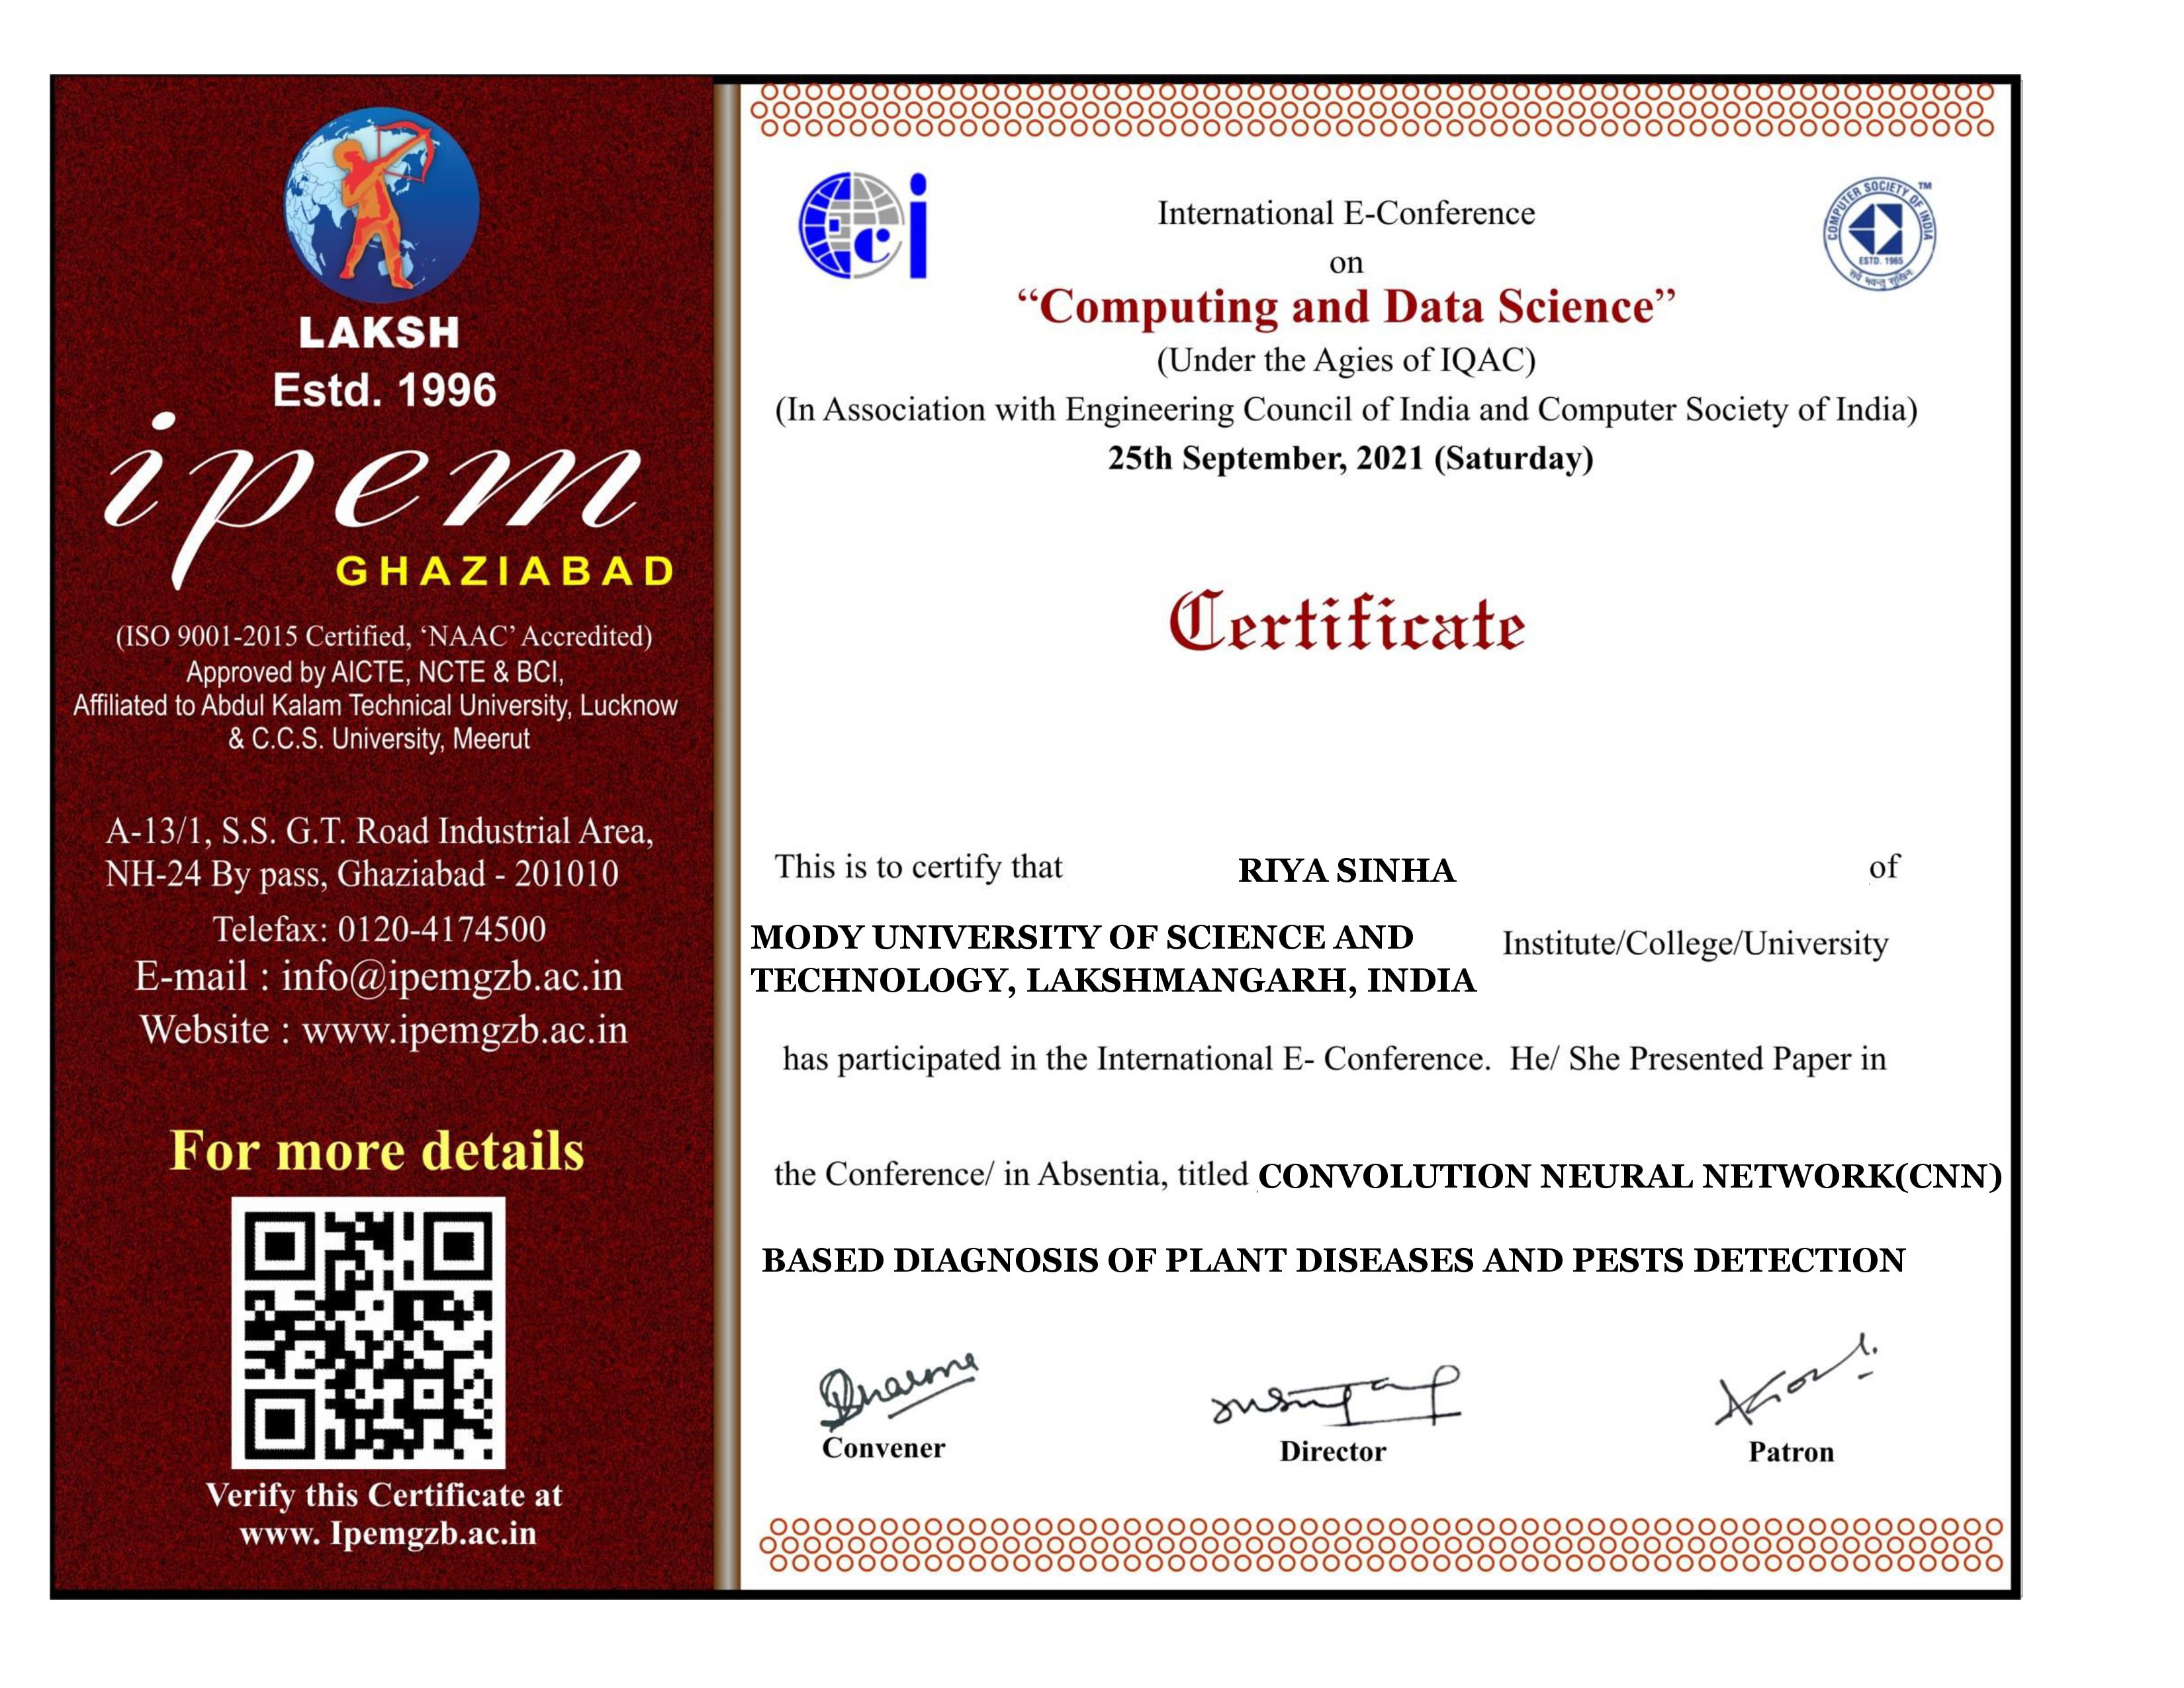 LAKSH
Estd. 1996
ipem
GHAZIABAD
(ISO 9001-2015 Certified, ‘NAAC’ Accredited)
Approved by AICTE, NCTE & BCI,
Affiliated to Abdul Kalam Technical University, Lucknow
& C.C.S. University, Meerut
A-13/1, S.S. G.T. Road Industrial Area,
NH-24 By pass, Ghaziabad - 201010
Telefax: 0120-4174500
E-mail : info@ipemgzb.ac.in
Website : www.ipemgzb.ac.in
For more details
Verify this Certificate at
www. Ipemgzb.ac.in
Eci
COMPUTER SOCIETY OF INDIA TM
ESTD. 1965
सर्वे भवन्तु सुखिनः
International E-Conference
on
“Computing and Data Science”
(Under the Agies of IQAC)
(In Association with Engineering Council of India and Computer Society of India)
25th September, 2021 (Saturday)
Certificate
This is to certify that RIYA SINHA of
MODY UNIVERSITY OF SCIENCE AND
TECHNOLOGY, LAKSHMANGARH, INDIA Institute/College/University
has participated in the International E- Conference. He/ She Presented Paper in
the Conference/ in Absentia, titled CONVOLUTION NEURAL NETWORK(CNN)
BASED DIAGNOSIS OF PLANT DISEASES AND PESTS DETECTION
Convener
Director
Patron